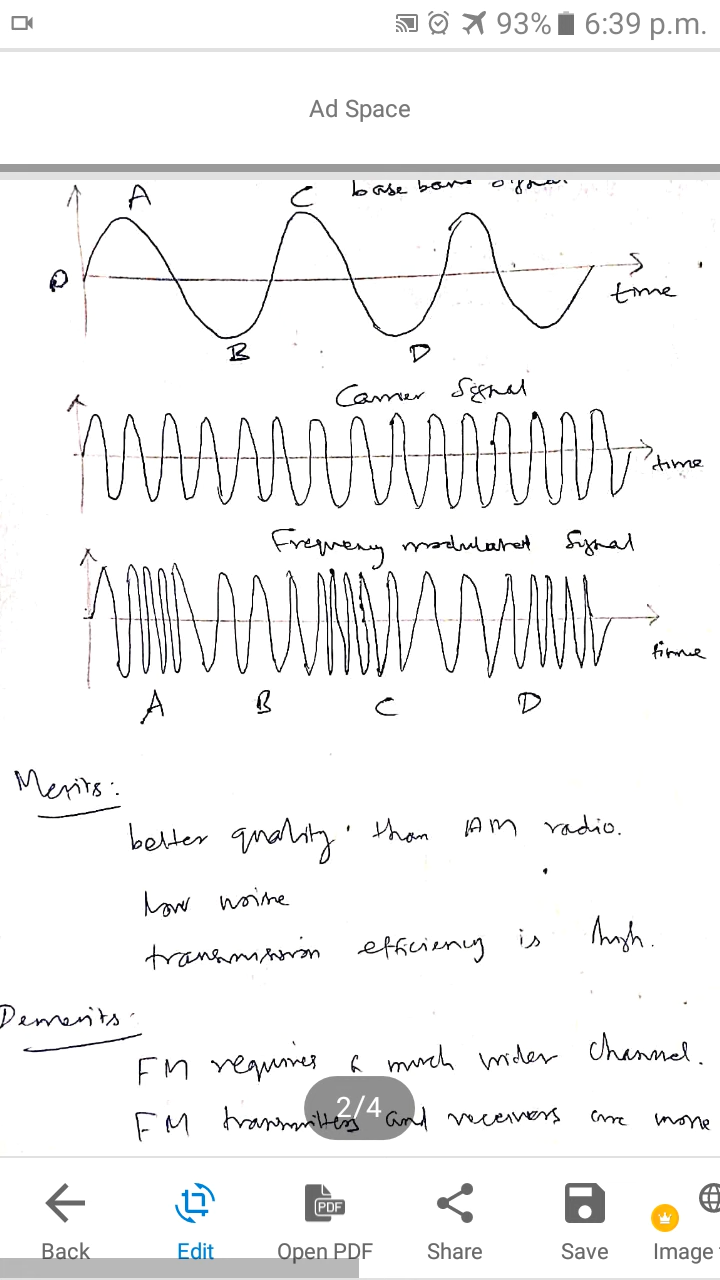 93% 6:39 p.m.
Ad Space
A C base band signal
O
time
B D
Carrier Signal
time
Frequency modulated Signal
time
A B C D
Merits:
better quality than AM radio.
low noise
transmission efficiency is high.
Demerits:
FM requires a much wider channel.
2/4
FM transmitters and receivers are more
Back Edit Open PDF Share Save Image
PDF